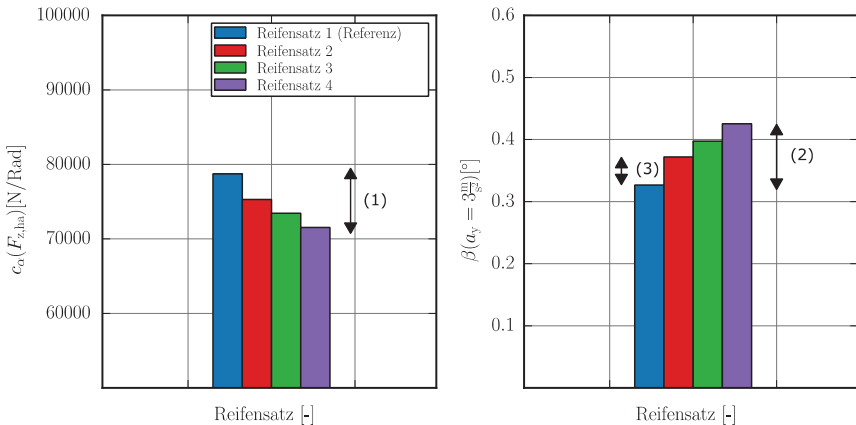 100000
90000
80000
70000
60000
cα(Fz,ha)[N/Rad]
Reifensatz 1 (Referenz)
Reifensatz 2
Reifensatz 3
Reifensatz 4
(1)
Reifensatz [-]
0.6
0.5
0.4
0.3
0.2
0.1
β(ay = 3 m/s²)[°]
(3)
(2)
Reifensatz [-]